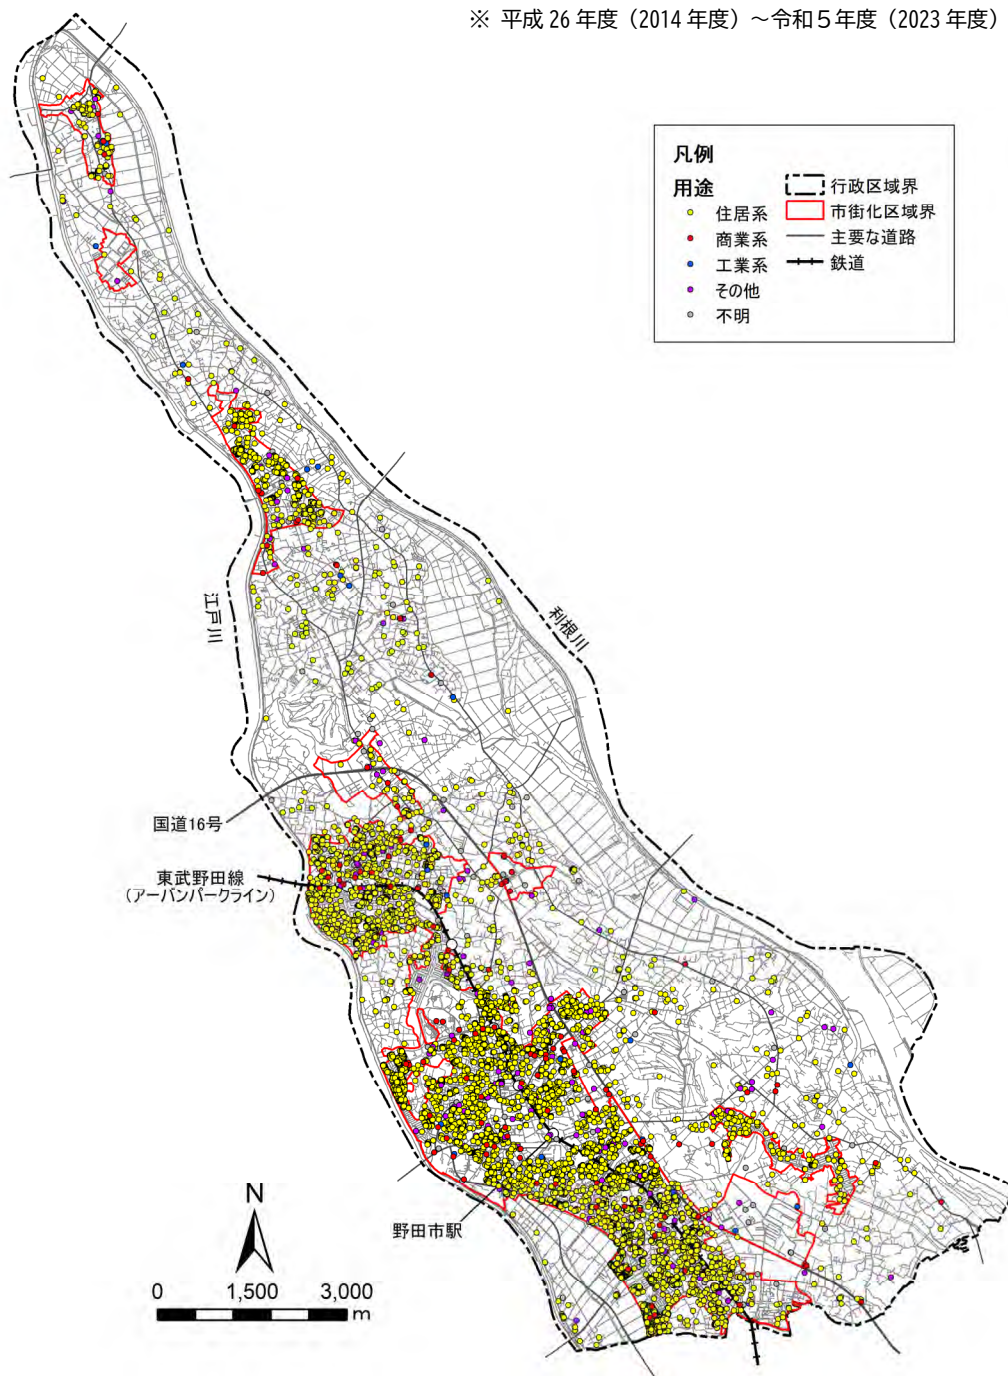 ※ 平成 26 年度（2014 年度）～令和５年度（2023 年度）
凡例
用途
住居系
商業系
工業系
その他
不明
行政区域界
市街化区域界
主要な道路
鉄道
江戸川
利根川
国道16号
東武野田線
（アーバンパークライン）
野田市駅
N
0 1,500 3,000
m